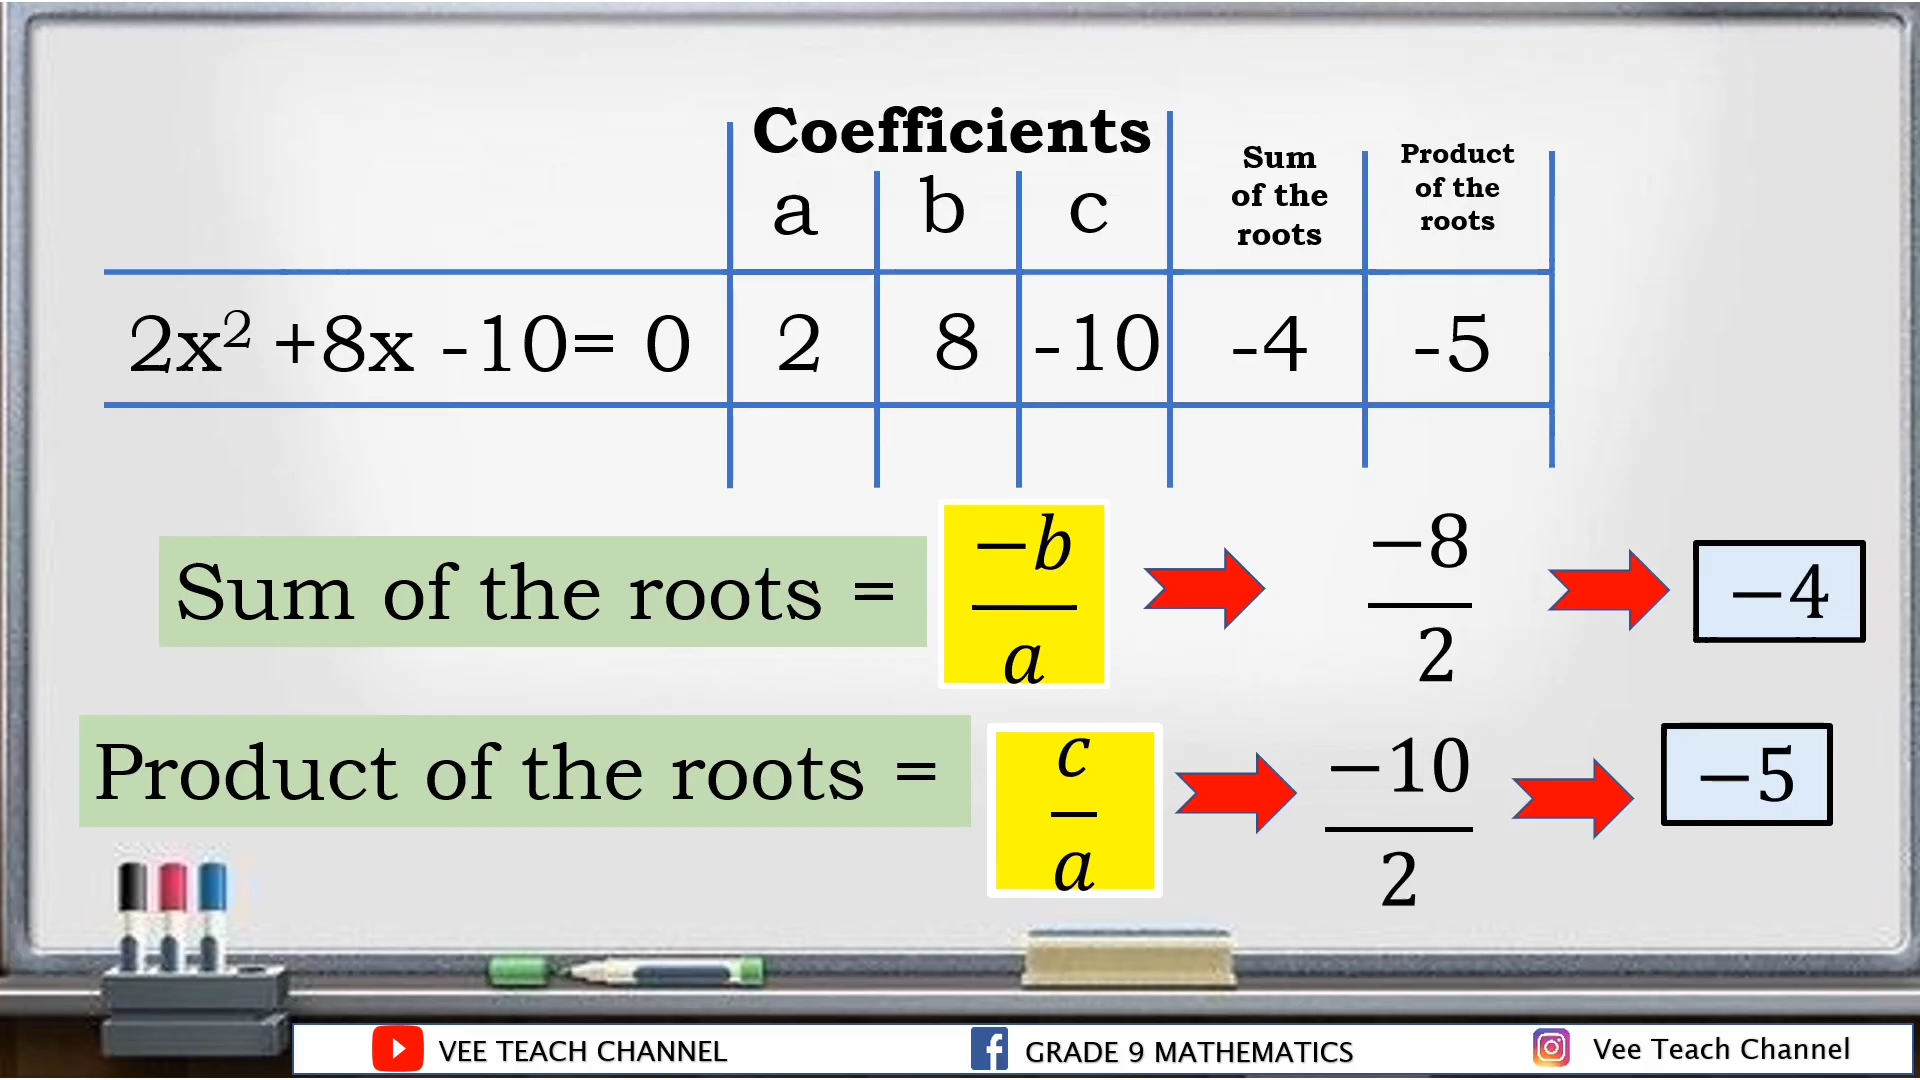 Coefficients
a b c
Sum
of the
roots
Product
of the
roots
2x² +8x -10= 0 2 8 -10 -4 -5
Sum of the roots = −b/a −8/2 −4
Product of the roots = c/a −10/2 −5
VEE TEACH CHANNEL GRADE 9 MATHEMATICS Vee Teach Channel